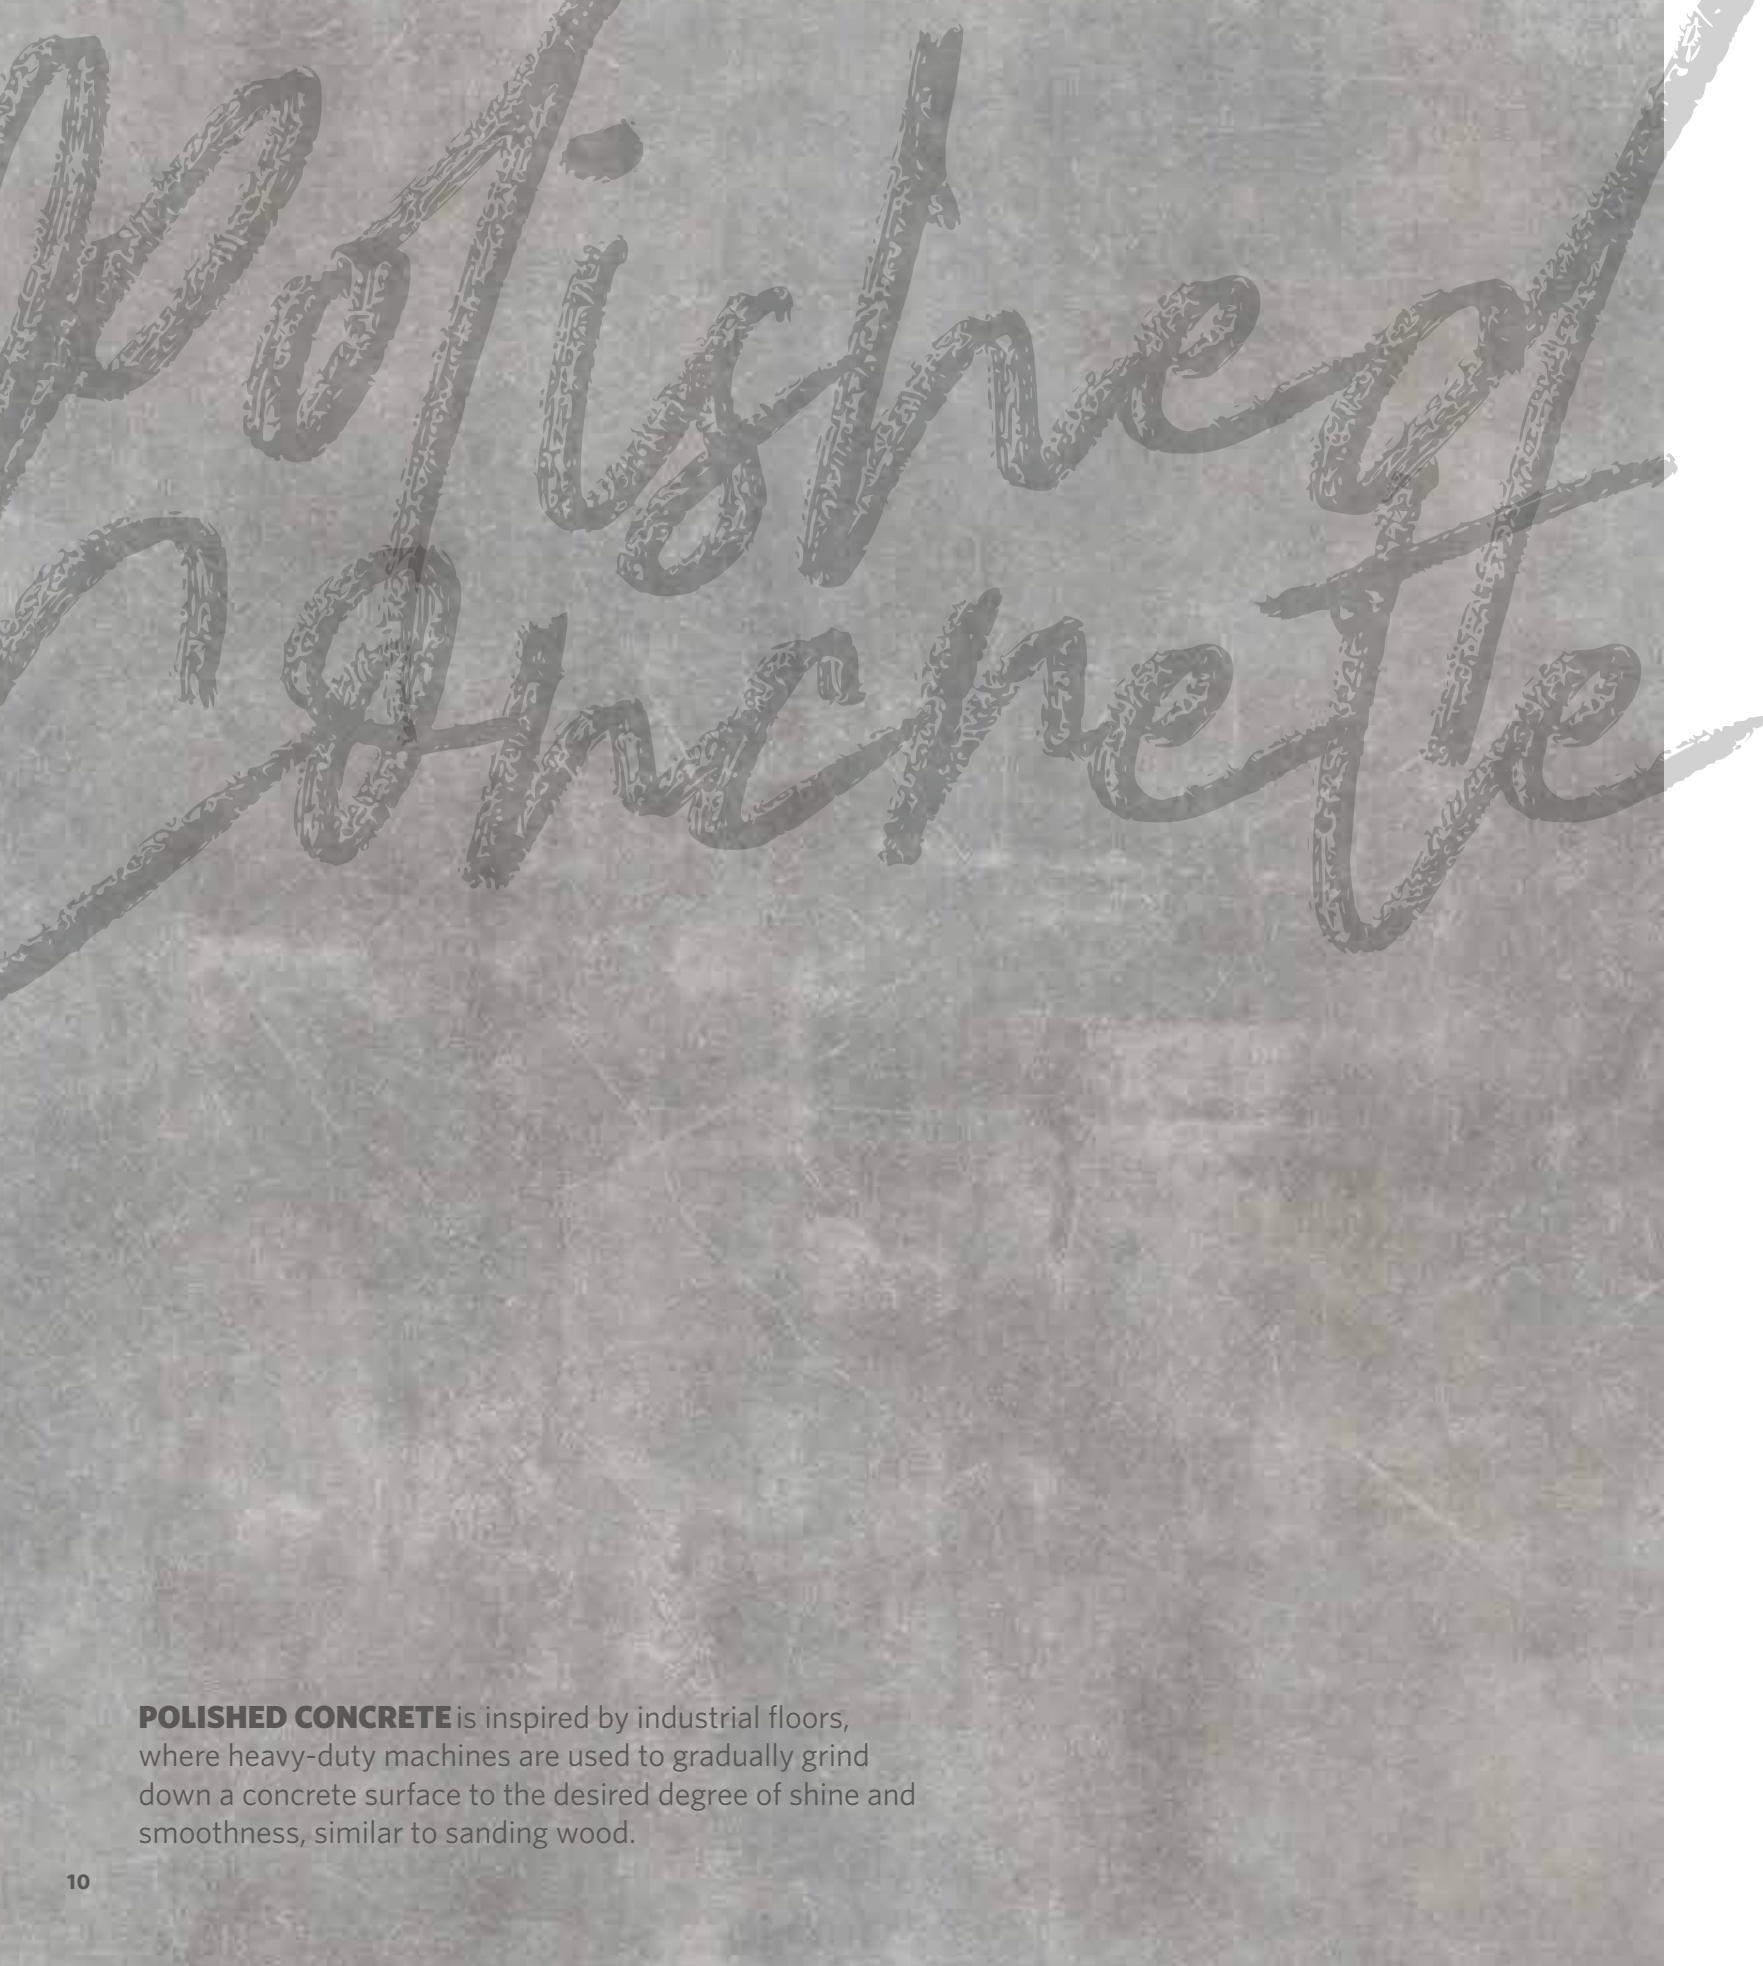 Polished
Concrete
POLISHED CONCRETE is inspired by industrial floors,
where heavy-duty machines are used to gradually grind
down a concrete surface to the desired degree of shine and
smoothness, similar to sanding wood.
10